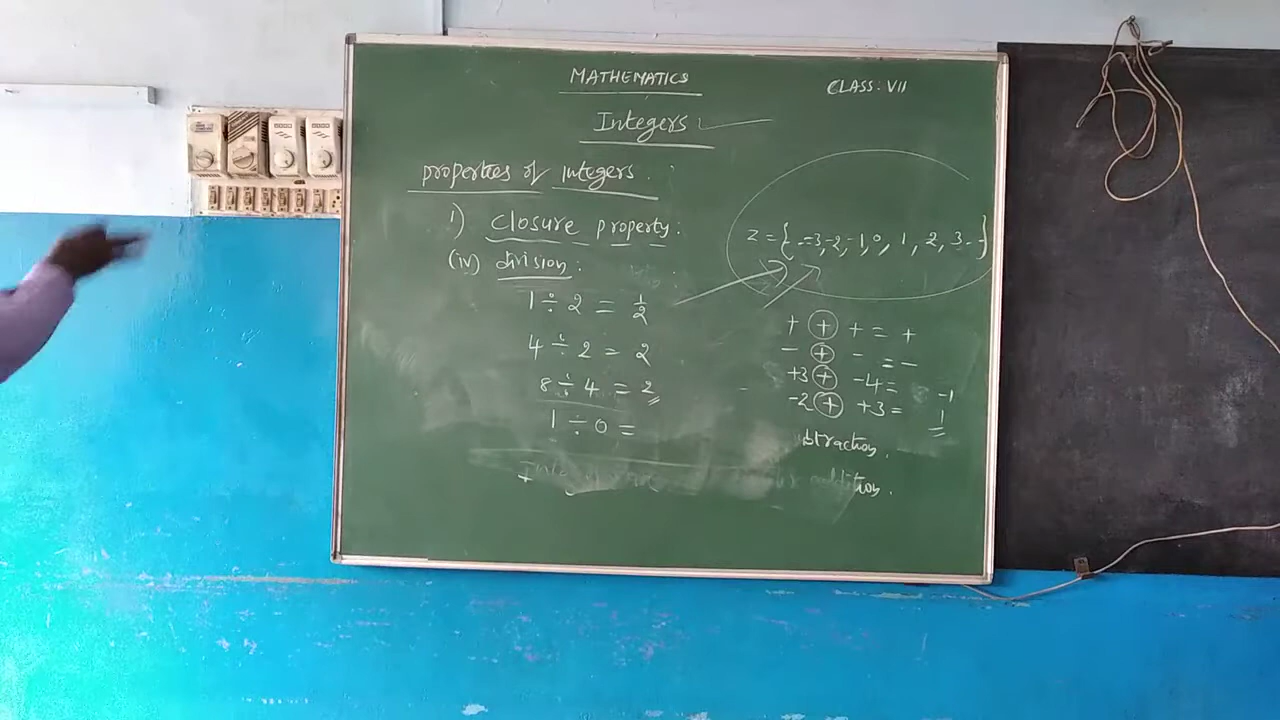 MATHEMATICS
CLASS: VII
Integers
properties of integers.
i) closure property:
(iv) division:
1 ÷ 2 = 1/2
4 ÷ 2 = 2
8 ÷ 4 = 2
1 ÷ 0 =
Z = { . -3, -2, -1, 0, 1, 2, 3 - - }
+ + + = +
- + - = -
+3 + -4 = -1
-2 + +3 = 1
btraction.
addition.